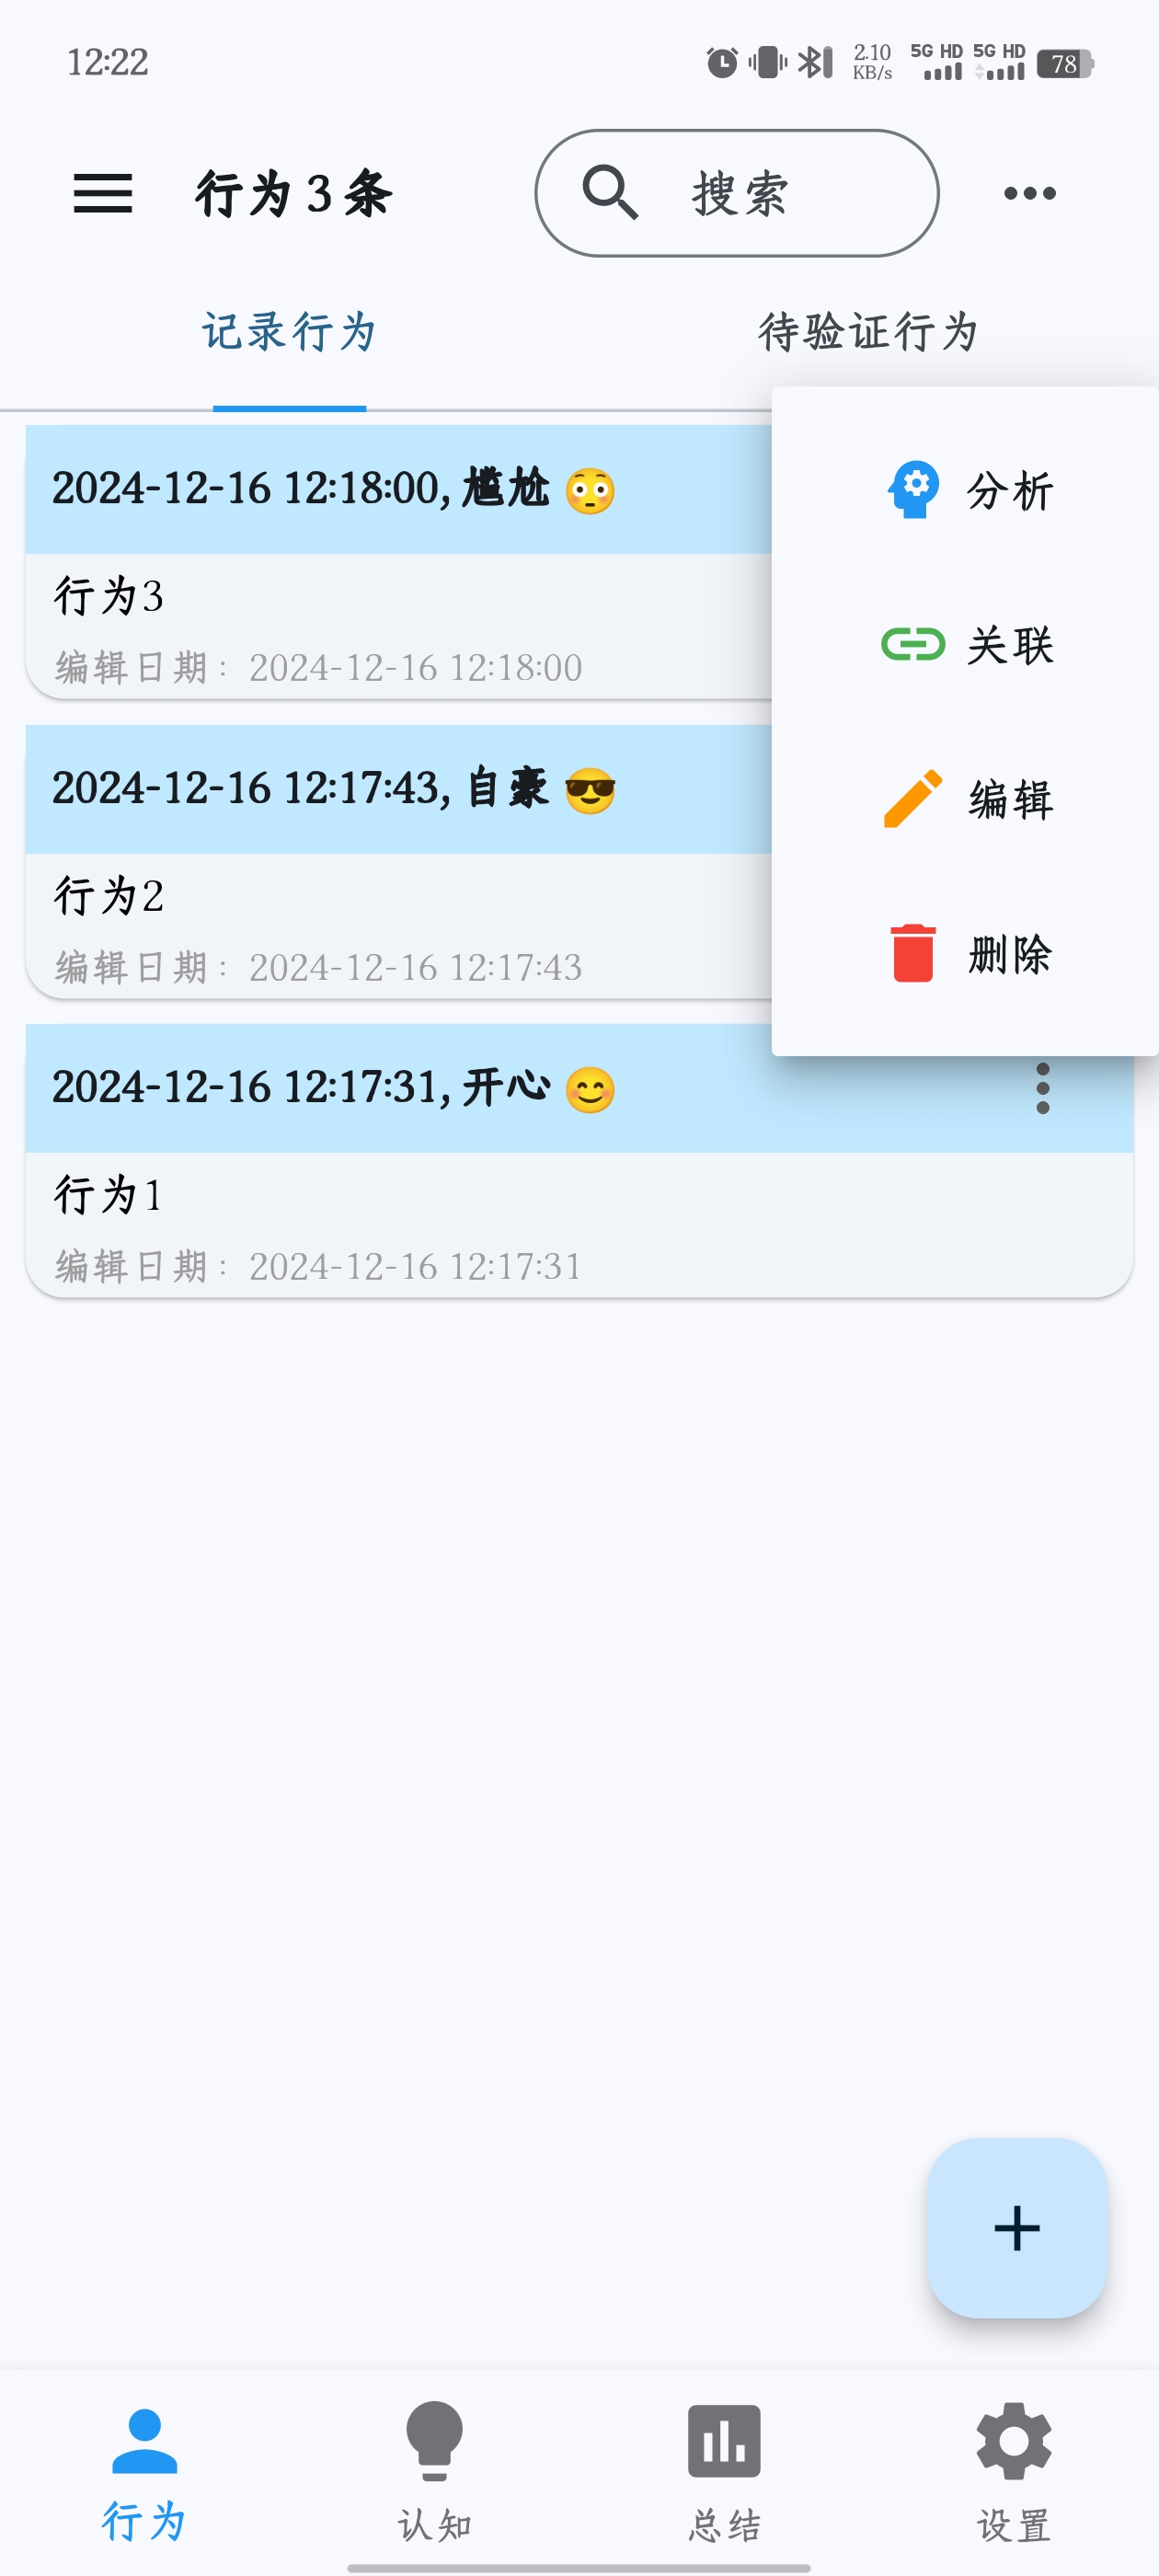 12:22
2.10 KB/s 5G HD 5G HD 78
行为 3 条
搜索
记录行为
待验证行为
2024-12-16 12:18:00, 尴尬 😳
行为3
编辑日期：2024-12-16 12:18:00
2024-12-16 12:17:43, 自豪 😎
行为2
编辑日期：2024-12-16 12:17:43
2024-12-16 12:17:31, 开心 😊
行为1
编辑日期：2024-12-16 12:17:31
分析
关联
编辑
删除
行为
认知
总结
设置